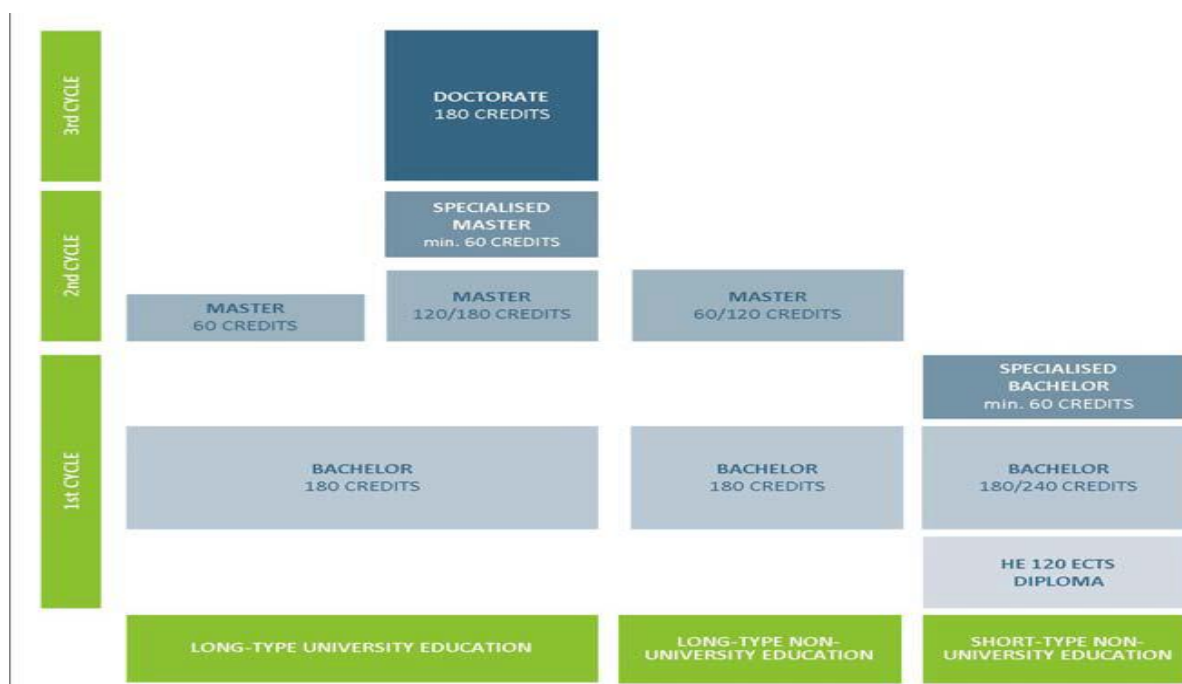 3rd CYCLE
DOCTORATE
180 CREDITS
2nd CYCLE
SPECIALISED
MASTER
min. 60 CREDITS
MASTER
60 CREDITS
MASTER
120/180 CREDITS
MASTER
60/120 CREDITS
1st CYCLE
SPECIALISED
BACHELOR
min. 60 CREDITS
BACHELOR
180 CREDITS
BACHELOR
180 CREDITS
BACHELOR
180/240 CREDITS
HE 120 ECTS
DIPLOMA
LONG-TYPE UNIVERSITY EDUCATION
LONG-TYPE NON-
UNIVERSITY EDUCATION
SHORT-TYPE NON-
UNIVERSITY EDUCATION